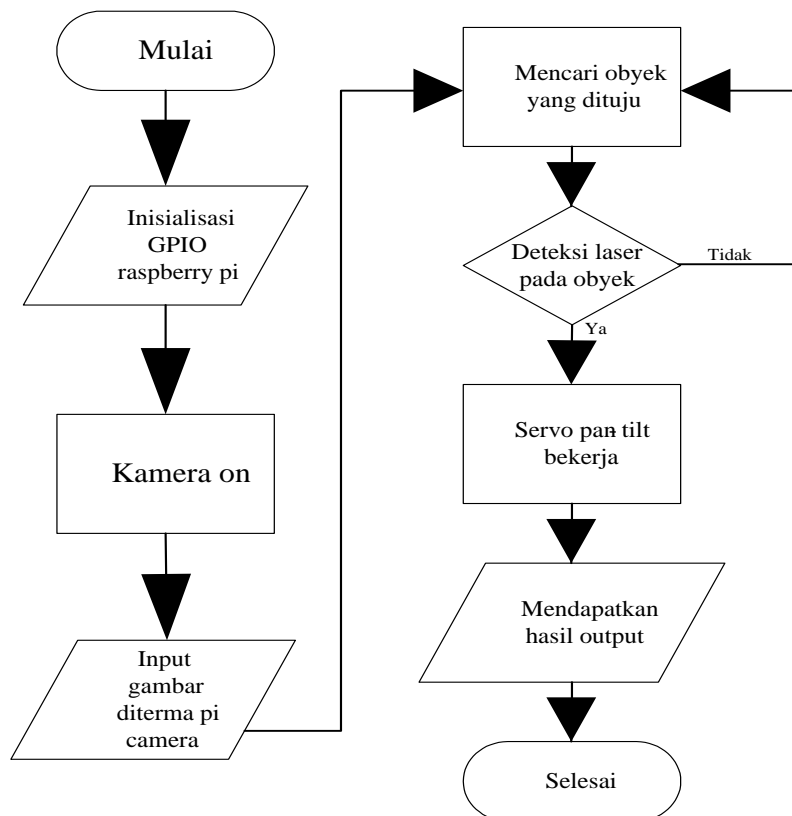 Mulai
Inisialisasi
GPIO
raspberry pi
Kamera on
Input
gambar
diterma pi
camera
Mencari obyek
yang dituju
Deteksi laser
pada obyek
Tidak
Ya
Servo pan-tilt
bekerja
Mendapatkan
hasil output
Selesai